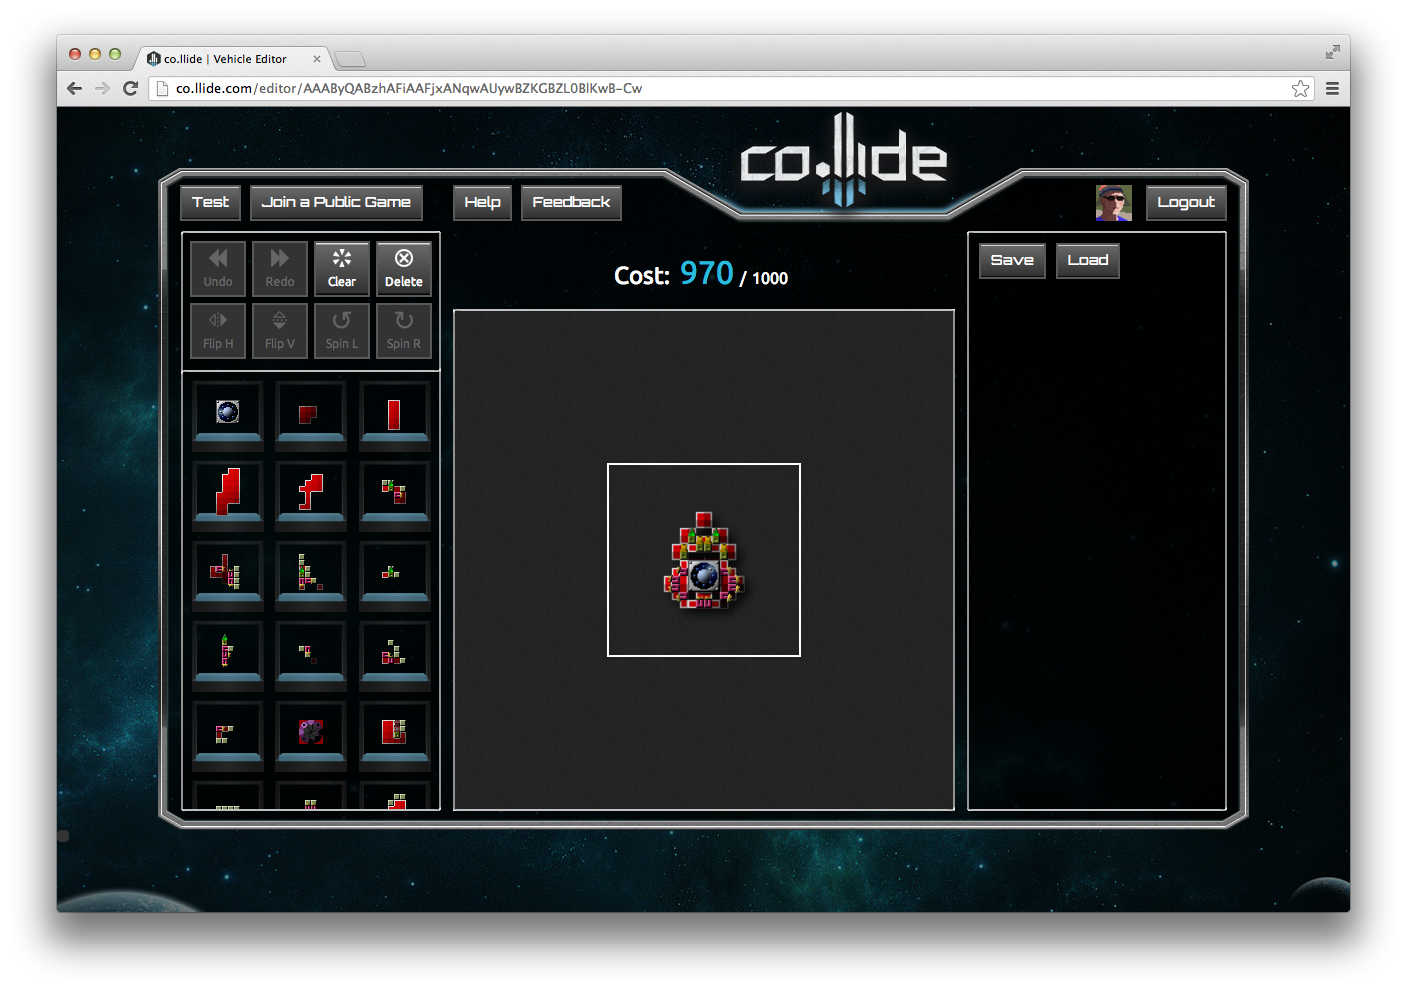 co.llide | Vehicle Editor
co.llide.com/editor/AAAByQABzhAFiAAFjxANqwAUywBZKGBZL0BlKwB-Cw
co.llide
Test
Join a Public Game
Help
Feedback
Logout
Undo
Redo
Clear
Delete
Flip H
Flip V
Spin L
Spin R
Cost: 970 / 1000
Save
Load